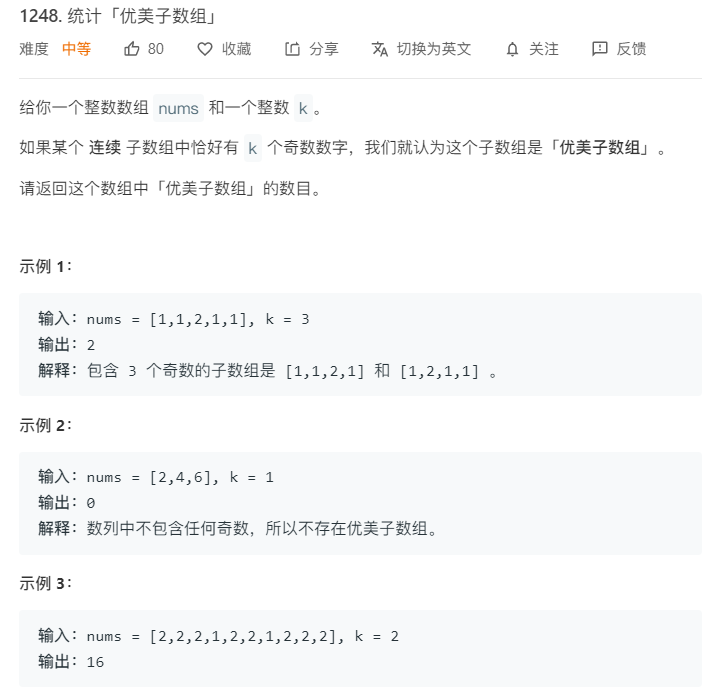 1248. 统计「优美子数组」
难度 中等 80 收藏 分享 切换为英文 关注 反馈
给你一个整数数组 nums 和一个整数 k 。
如果某个 连续 子数组中恰好有 k 个奇数数字，我们就认为这个子数组是「优美子数组」。
请返回这个数组中「优美子数组」的数目。
示例 1：
输入：nums = [1,1,2,1,1], k = 3
输出：2
解释：包含 3 个奇数的子数组是 [1,1,2,1] 和 [1,2,1,1] 。
示例 2：
输入：nums = [2,4,6], k = 1
输出：0
解释：数列中不包含任何奇数，所以不存在优美子数组。
示例 3：
输入：nums = [2,2,2,1,2,2,1,2,2,2], k = 2
输出：16